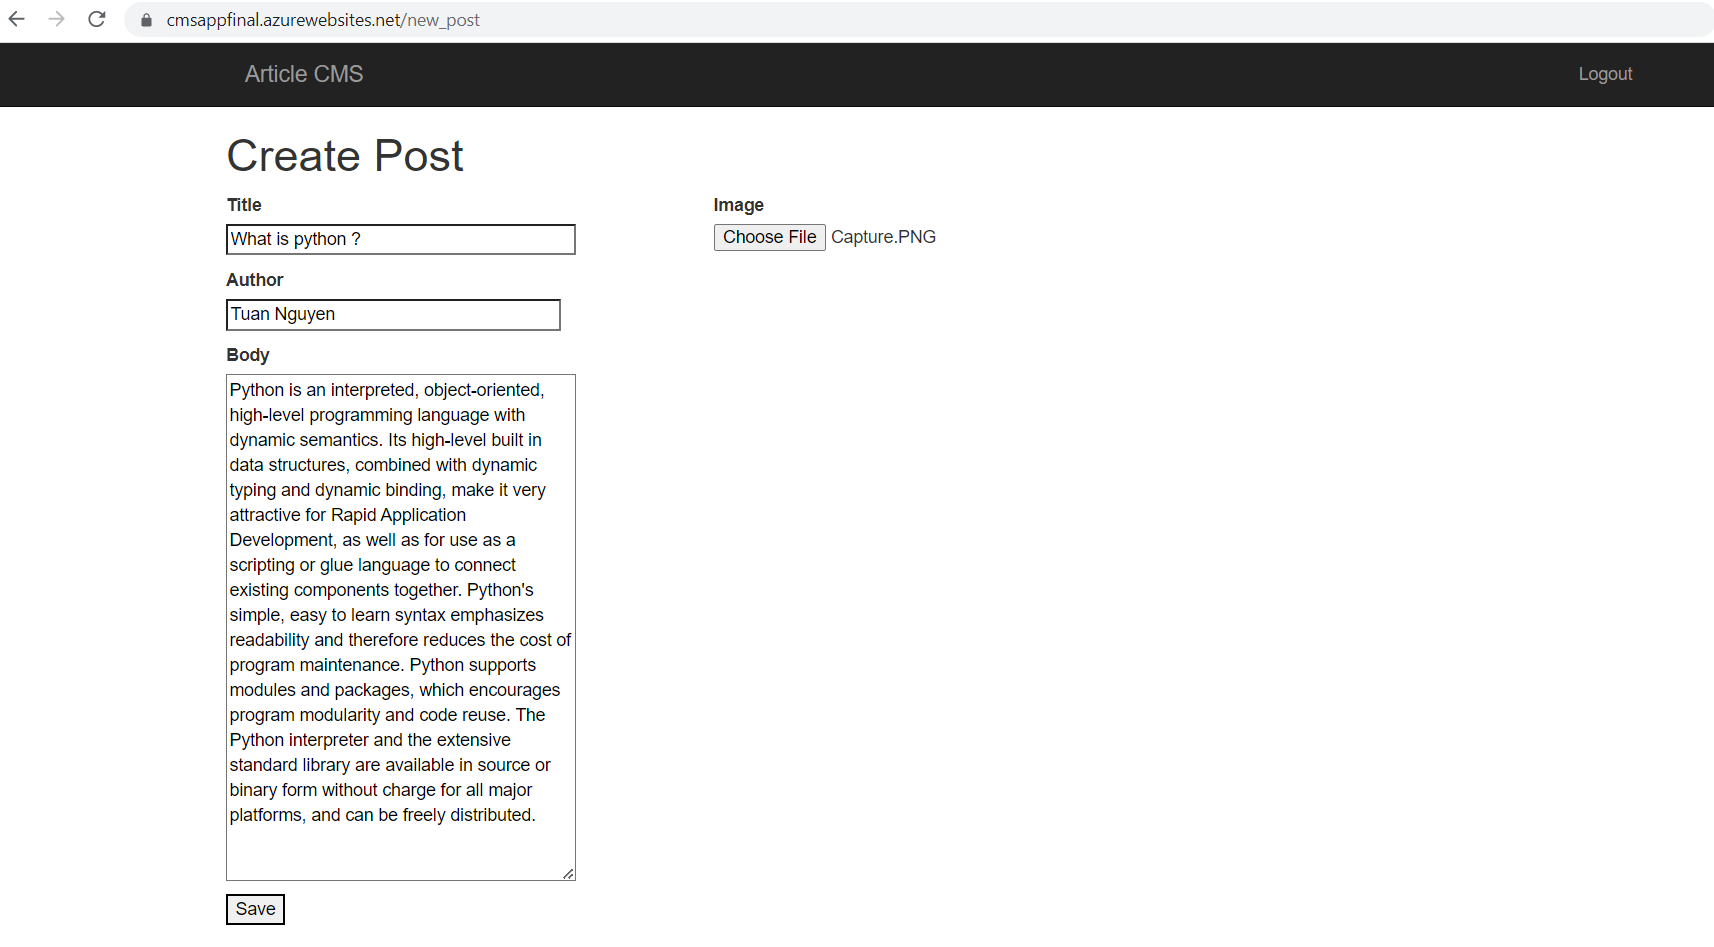 cmsappfinal.azurewebsites.net/new_post
Article CMS
Logout
Create Post
Title
What is python ?
Image
Choose File Capture.PNG
Author
Tuan Nguyen
Body
Python is an interpreted, object-oriented,
high-level programming language with
dynamic semantics. Its high-level built in
data structures, combined with dynamic
typing and dynamic binding, make it very
attractive for Rapid Application
Development, as well as for use as a
scripting or glue language to connect
existing components together. Python's
simple, easy to learn syntax emphasizes
readability and therefore reduces the cost of
program maintenance. Python supports
modules and packages, which encourages
program modularity and code reuse. The
Python interpreter and the extensive
standard library are available in source or
binary form without charge for all major
platforms, and can be freely distributed.
Save